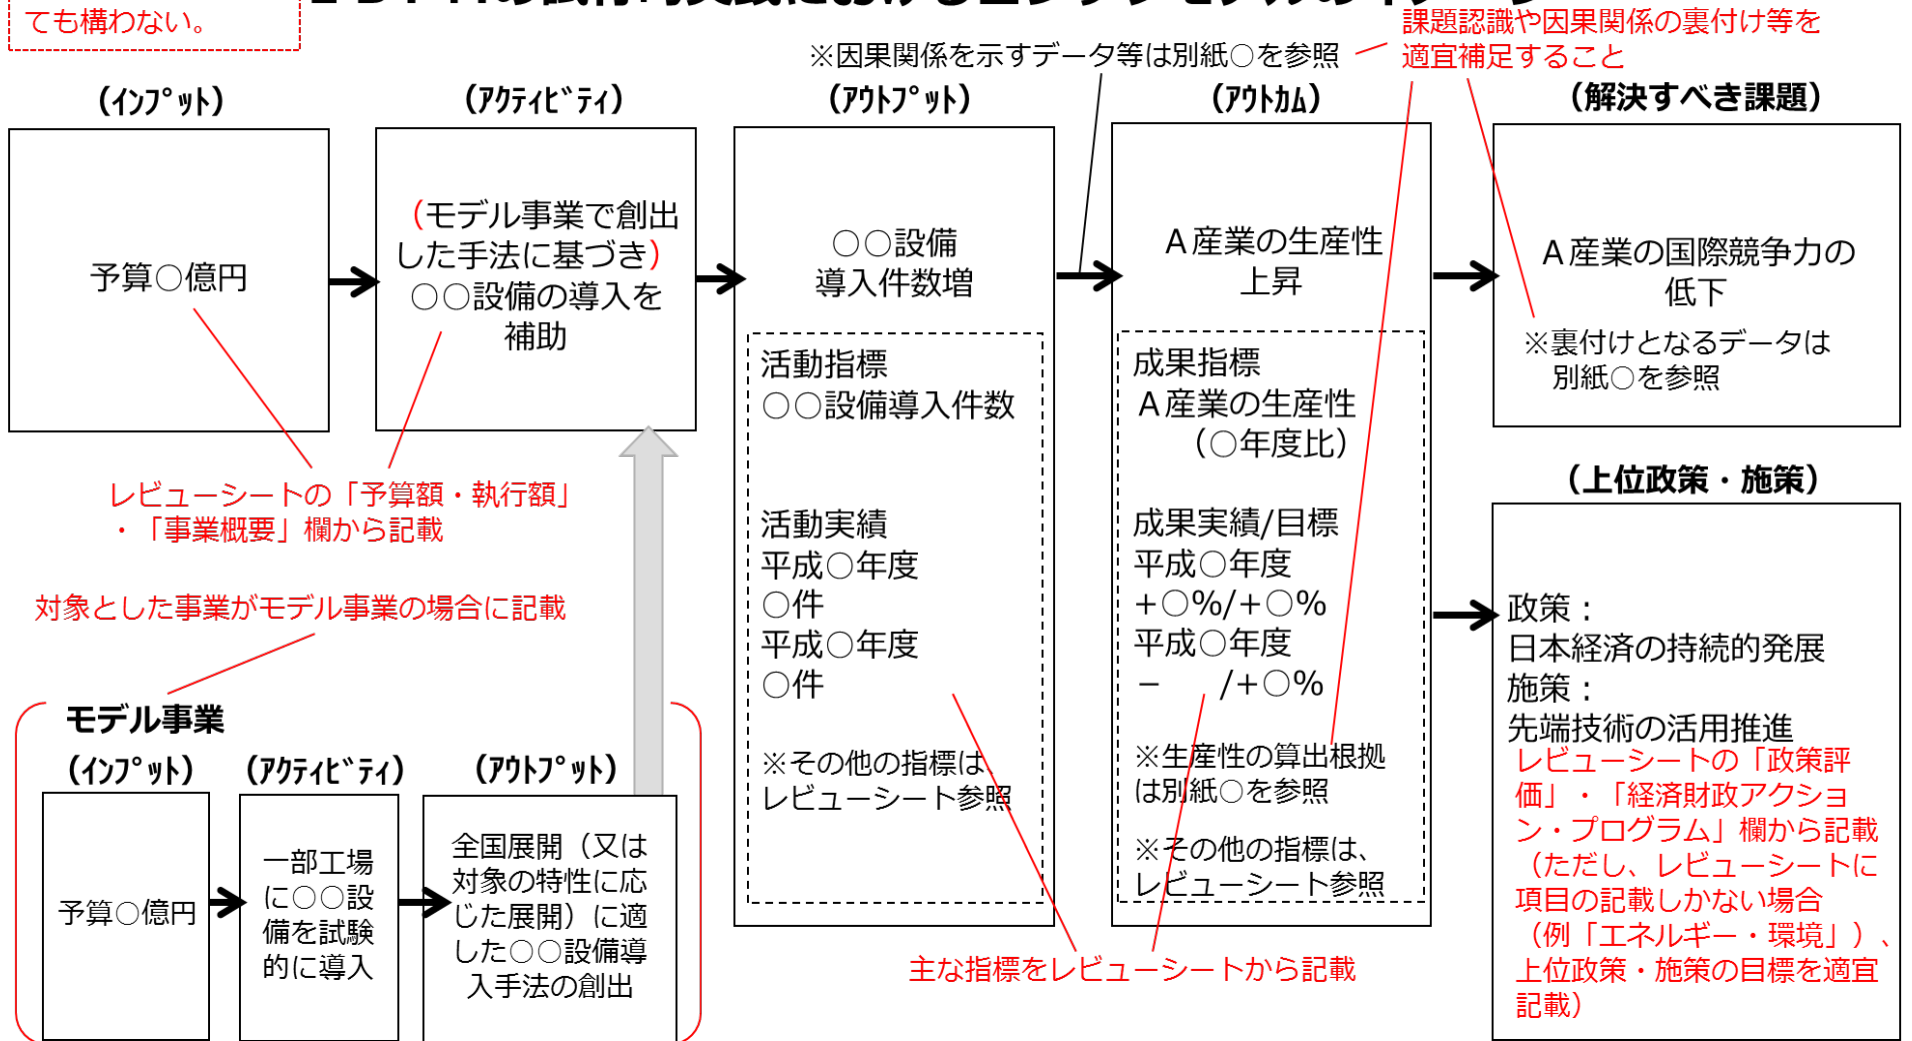 ても構わない。
課題認識や因果関係の裏付け等を
適宜補足すること
※因果関係を示すデータ等は別紙○を参照
（ｲﾝﾌﾟｯﾄ）
（ｱｸﾃｨﾋﾞﾃｨ）
（ｱｳﾄﾌﾟｯﾄ）
（ｱｳﾄｶﾑ）
（解決すべき課題）
予算○億円
（モデル事業で創出
した手法に基づき）
○○設備の導入を
補助
○○設備
導入件数増
活動指標
○○設備導入件数
活動実績
平成○年度
○件
平成○年度
○件
※その他の指標は、
レビューシート参照
Ａ産業の生産性
上昇
成果指標
Ａ産業の生産性
（○年度比）
成果実績/目標
平成○年度
+○%/+○%
平成○年度
－　　/+○%
※生産性の算出根拠
は別紙○を参照
※その他の指標は、
レビューシート参照
Ａ産業の国際競争力の
低下
※裏付けとなるデータは
別紙○を参照
（上位政策・施策）
政策：
日本経済の持続的発展
施策：
先端技術の活用推進
レビューシートの「政策評
価」・「経済財政アクショ
ン・プログラム」欄から記載
（ただし、レビューシートに
項目の記載しかない場合
（例「エネルギー・環境」）、
上位政策・施策の目標を適宜
記載）
レビューシートの「予算額・執行額」
・「事業概要」欄から記載
対象とした事業がモデル事業の場合に記載
モデル事業
（ｲﾝﾌﾟｯﾄ）
（ｱｸﾃｨﾋﾞﾃｨ）
（ｱｳﾄﾌﾟｯﾄ）
予算○億円
一部工場
に○○設
備を試験
的に導入
全国展開（又は
対象の特性に応
じた展開）に適
した○○設備導
入手法の創出
主な指標をレビューシートから記載